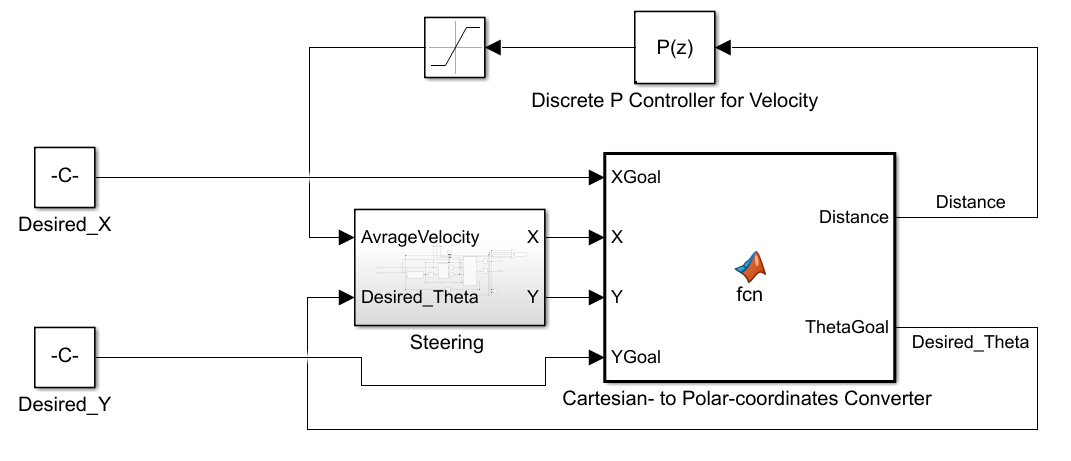 P(z)
Discrete P Controller for Velocity
-C-
Desired_X
XGoal
X
Y
YGoal
Distance
ThetaGoal
fcn
Cartesian- to Polar-coordinates Converter
Distance
Desired_Theta
AvrageVelocity
Desired_Theta
X
Y
Steering
-C-
Desired_Y